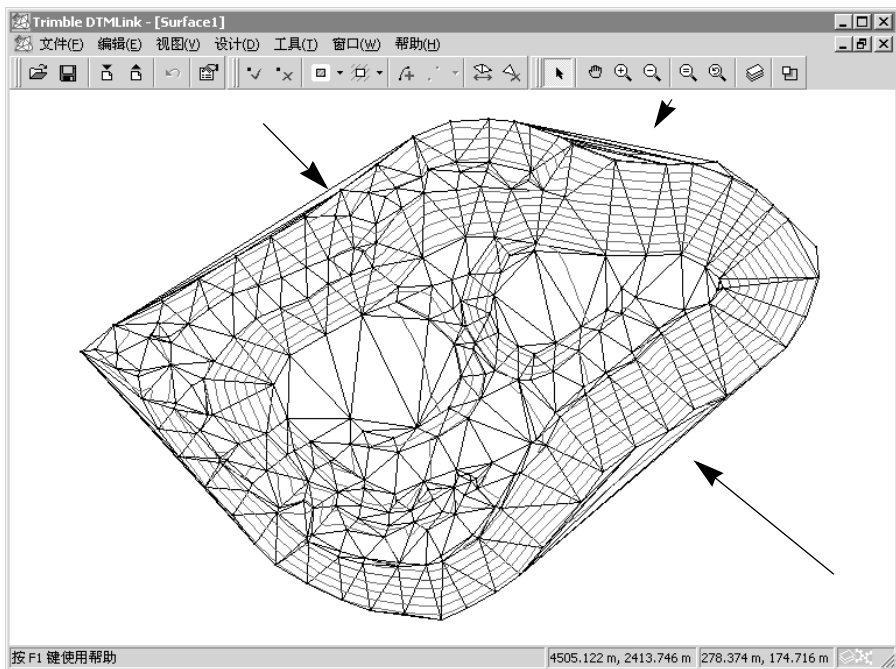 Trimble DTMLink - [Surface1]
文件(F) 编辑(E) 视图(V) 设计(D) 工具(T) 窗口(W) 帮助(H)
按 F1 键使用帮助
4505.122 m, 2413.746 m 278.374 m, 174.716 m